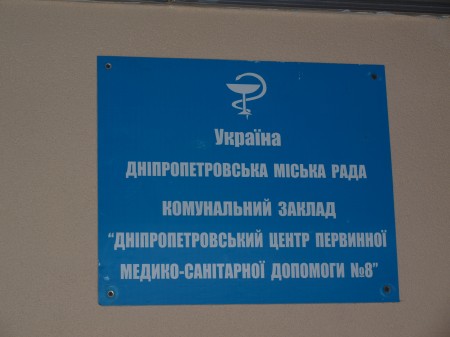 Україна
ДНІПРОПЕТРОВСЬКА МІСЬКА РАДА
КОМУНАЛЬНИЙ ЗАКЛАД
"ДНІПРОПЕТРОВСЬКИЙ ЦЕНТР ПЕРВИННОЇ
МЕДИКО-САНІТАРНОЇ ДОПОМОГИ №8"